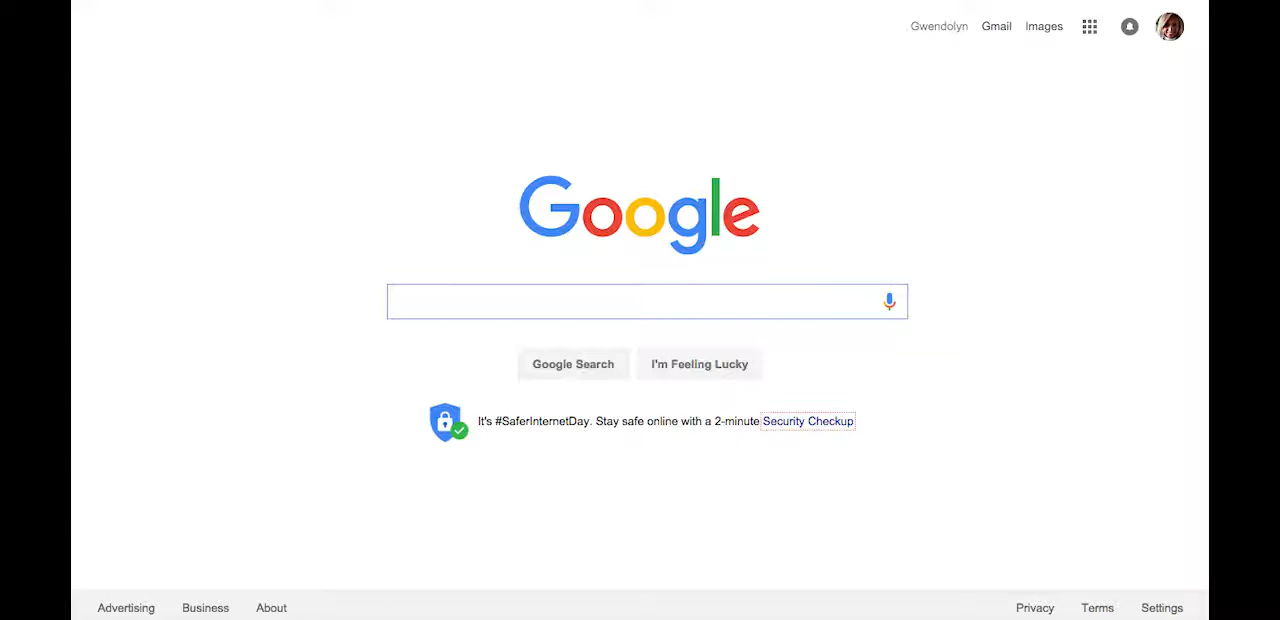 Gwendolyn Gmail Images
Google
Google Search I'm Feeling Lucky
It's #SaferInternetDay. Stay safe online with a 2-minute Security Checkup
Advertising Business About Privacy Terms Settings